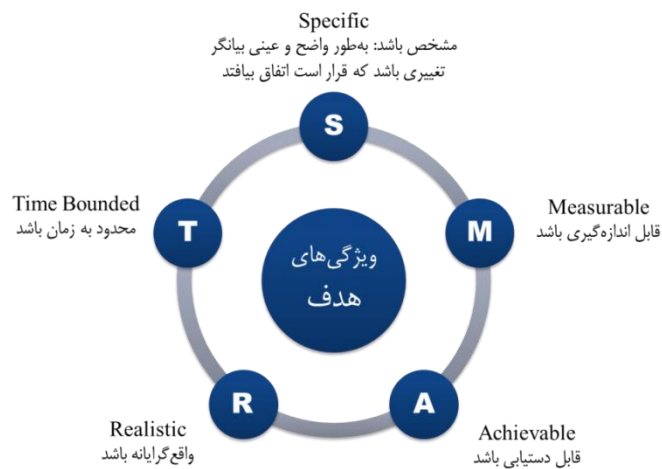 Specific
مشخص باشد: به‌طور واضح و عینی بیانگر
تغییری باشد که قرار است اتفاق بیافتد
S
Time Bounded
محدود به زمان باشد
T
ویژگی‌های
هدف
M
Measurable
قابل اندازه‌گیری باشد
R
Realistic
واقع‌گرایانه باشد
A
Achievable
قابل دستیابی باشد